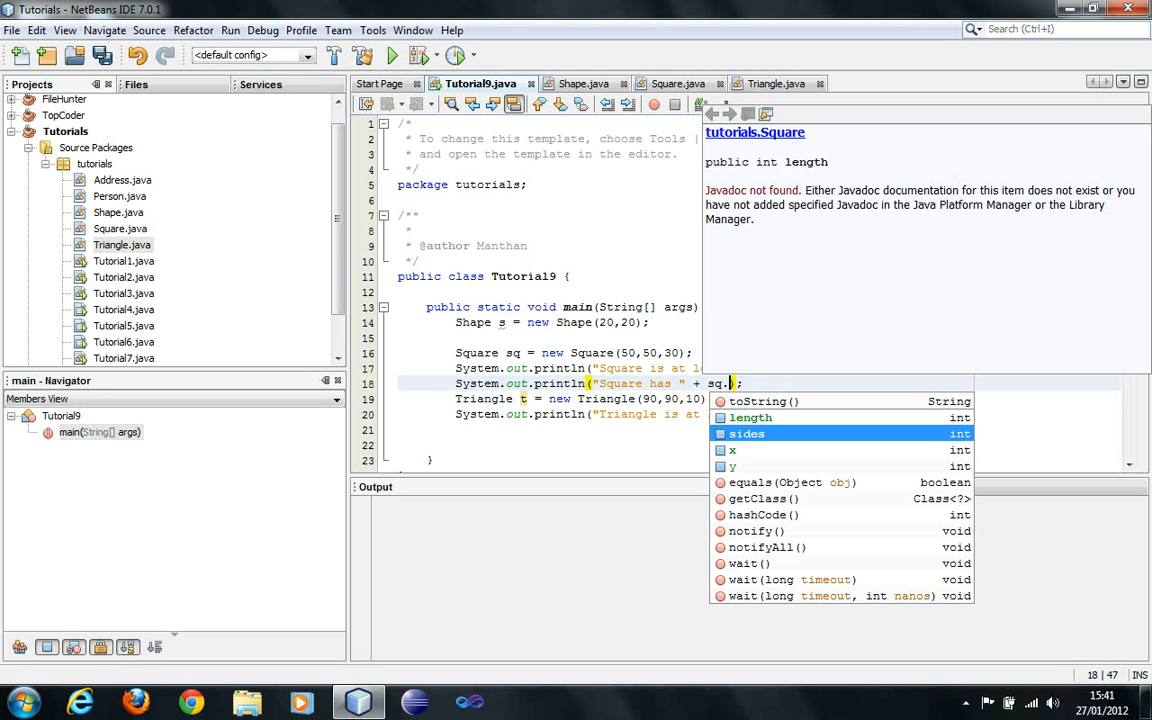 Tutorials - NetBeans IDE 7.0.1
File Edit View Navigate Source Refactor Run Debug Profile Team Tools Window Help
Search (Ctrl+I)
<default config>
Projects Files Services
FileHunter
TopCoder
Tutorials
Source Packages
tutorials
Address.java
Person.java
Shape.java
Square.java
Triangle.java
Tutorial1.java
Tutorial2.java
Tutorial3.java
Tutorial4.java
Tutorial5.java
Tutorial6.java
Tutorial7.java
main - Navigator
Members View
Tutorial9
main(String[] args)
Start Page Tutorial9.java Shape.java Square.java Triangle.java
1 /*
2 * To change this template, choose Tools |
3 * and open the template in the editor.
4 */
5 package tutorials;
6
7 /**
8 *
9 * @author Manthan
10 */
11 public class Tutorial9 {
12
13 public static void main(String[] args)
14 Shape s = new Shape(20,20);
15
16 Square sq = new Square(50,50,30);
17 System.out.println("Square is at lo
18 System.out.println("Square has " + sq.);
19 Triangle t = new Triangle(90,90,10)
20 System.out.println("Triangle is at
21
22
23 }
tutorials.Square
public int length
Javadoc not found. Either Javadoc documentation for this item does not exist or you
have not added specified Javadoc in the Java Platform Manager or the Library
Manager.
toString() String
length int
sides int
x int
y int
equals(Object obj) boolean
getClass() Class<?>
hashCode() int
notify() void
notifyAll() void
wait() void
wait(long timeout) void
wait(long timeout, int nanos) void
Output
18 | 47 INS
15:41
27/01/2012